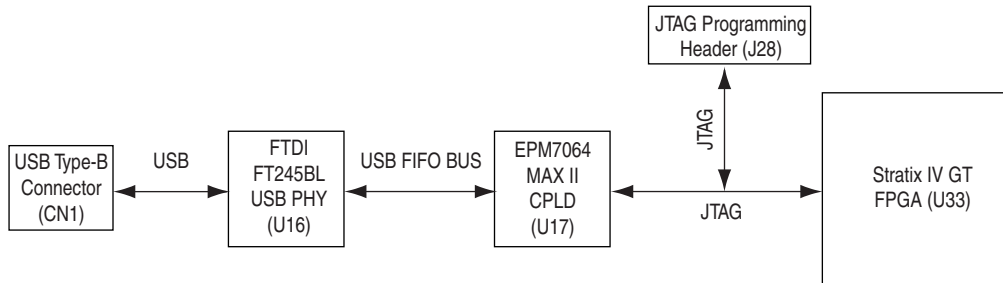 JTAG Programming
Header (J28)
JTAG
USB Type-B
Connector
(CN1)
USB
FTDI
FT245BL
USB PHY
(U16)
USB FIFO BUS
EPM7064
MAX II
CPLD
(U17)
JTAG
Stratix IV GT
FPGA (U33)